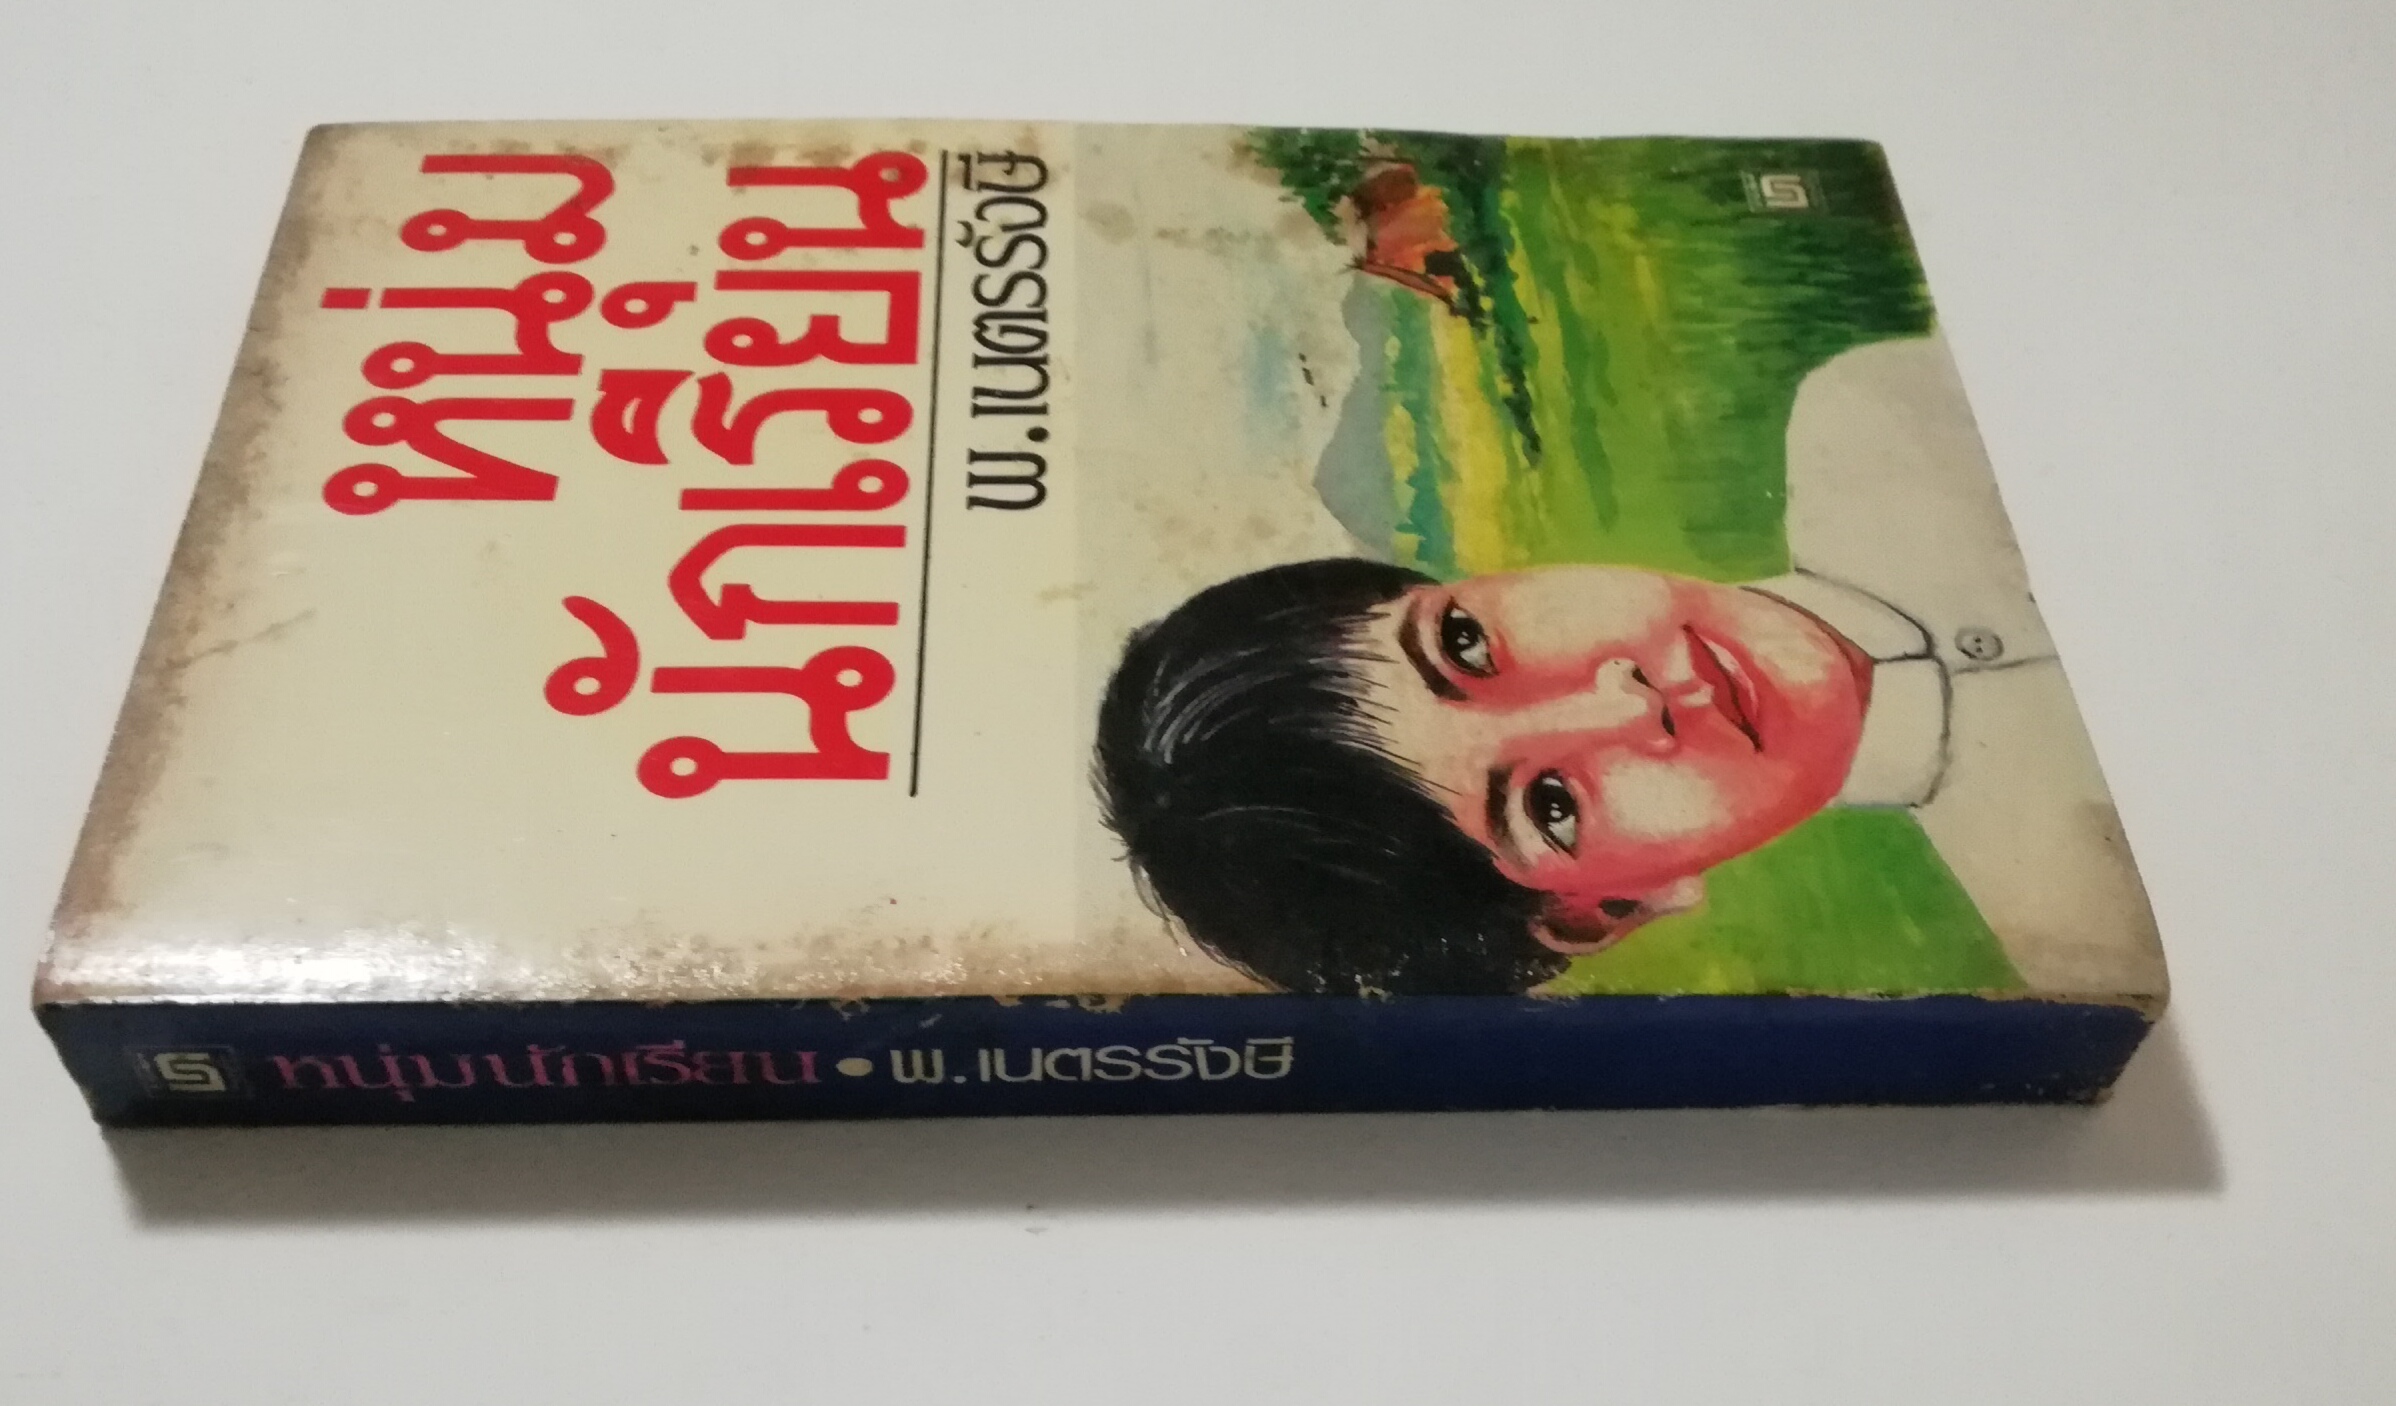 หนุ่ม
นักเรียน
พ.เนตรรังษี
หนุ่มนักเรียน • พ.เนตรรังษี